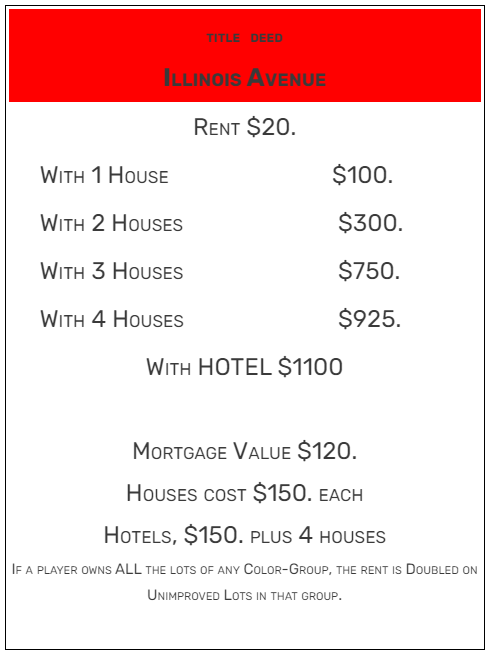 TITLE DEED
Illinois Avenue
Rent $20.
With 1 House $100.
With 2 Houses $300.
With 3 Houses $750.
With 4 Houses $925.
With HOTEL $1100
Mortgage Value $120.
Houses cost $150. each
Hotels, $150. plus 4 houses
If a player owns ALL the lots of any Color-Group, the rent is Doubled on
Unimproved Lots in that group.